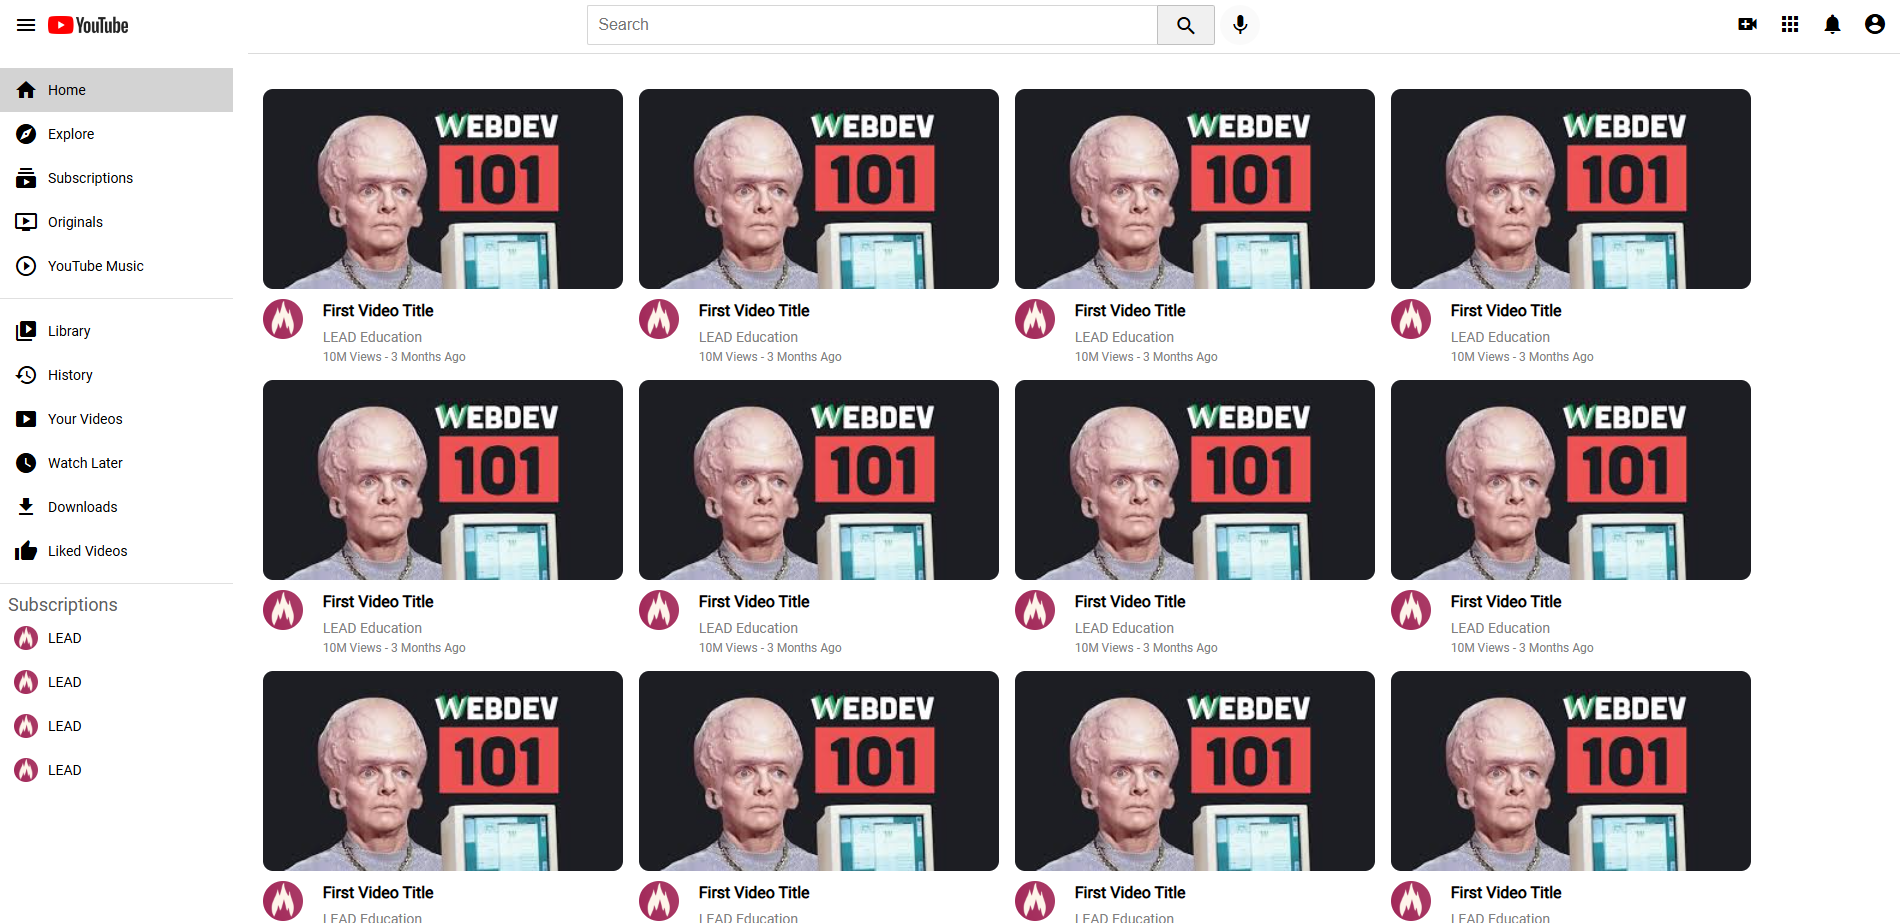 YouTube
Search
Home
Explore
Subscriptions
Originals
YouTube Music
Library
History
Your Videos
Watch Later
Downloads
Liked Videos
Subscriptions
LEAD
LEAD
LEAD
LEAD
WEBDEV
101
WEBDEV
101
WEBDEV
101
WEBDEV
101
First Video Title
LEAD Education
10M Views - 3 Months Ago
First Video Title
LEAD Education
10M Views - 3 Months Ago
First Video Title
LEAD Education
10M Views - 3 Months Ago
First Video Title
LEAD Education
10M Views - 3 Months Ago
WEBDEV
101
WEBDEV
101
WEBDEV
101
WEBDEV
101
First Video Title
LEAD Education
10M Views - 3 Months Ago
First Video Title
LEAD Education
10M Views - 3 Months Ago
First Video Title
LEAD Education
10M Views - 3 Months Ago
First Video Title
LEAD Education
10M Views - 3 Months Ago
WEBDEV
101
WEBDEV
101
WEBDEV
101
WEBDEV
101
First Video Title
LEAD Education
First Video Title
LEAD Education
First Video Title
LEAD Education
First Video Title
LEAD Education